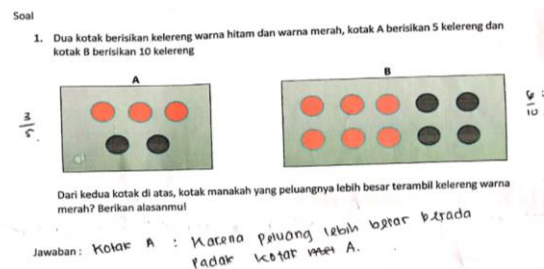 Soal
1. Dua kotak berisikan kelereng warna hitam dan warna merah, kotak A berisikan 5 kelereng dan
kotak B berisikan 10 kelereng
A
B
3/5.
6/10
Dari kedua kotak di atas, kotak manakah yang peluangnya lebih besar terambil kelereng warna
merah? Berikan alasanmu!
Jawaban : Kotak A : Karena Peluang lebih besar berada
Padak kotak A.